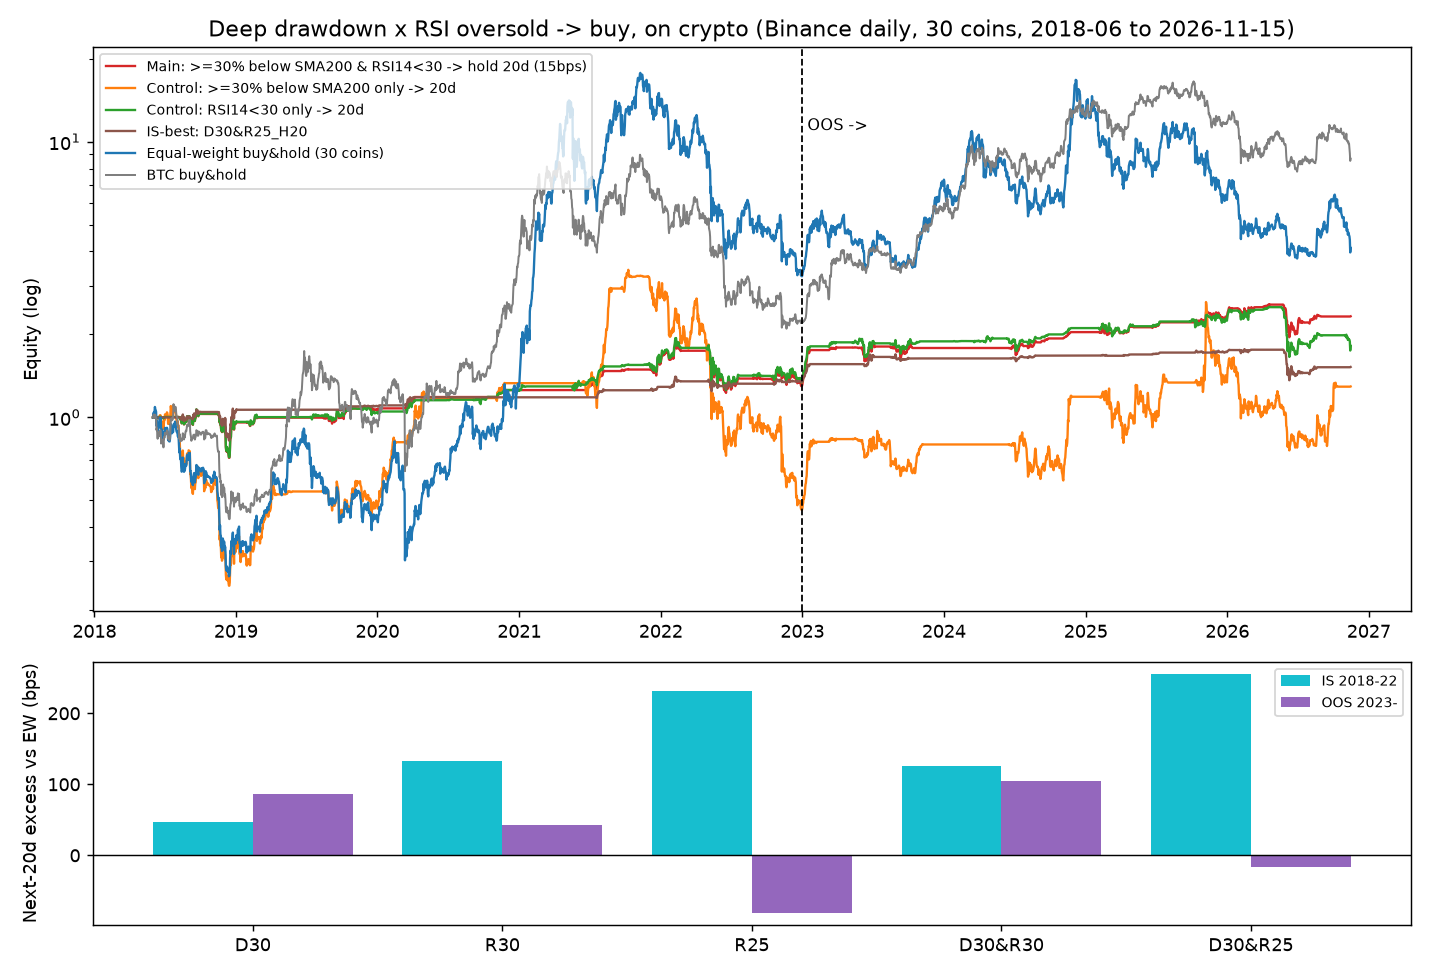 Deep drawdown x RSI oversold -> buy, on crypto (Binance daily, 30 coins, 2018-06 to 2026-11-15)
Main: >=30% below SMA200 & RSI14<30 -> hold 20d (15bps)
Control: >=30% below SMA200 only -> 20d
Control: RSI14<30 only -> 20d
IS-best: D30&R25_H20
Equal-weight buy&hold (30 coins)
BTC buy&hold
OOS ->
Equity (log)
10¹
10⁰
2018 2019 2020 2021 2022 2023 2024 2025 2026 2027
IS 2018-22
OOS 2023-
Next-20d excess vs EW (bps)
200
100
0
D30 R30 R25 D30&R30 D30&R25